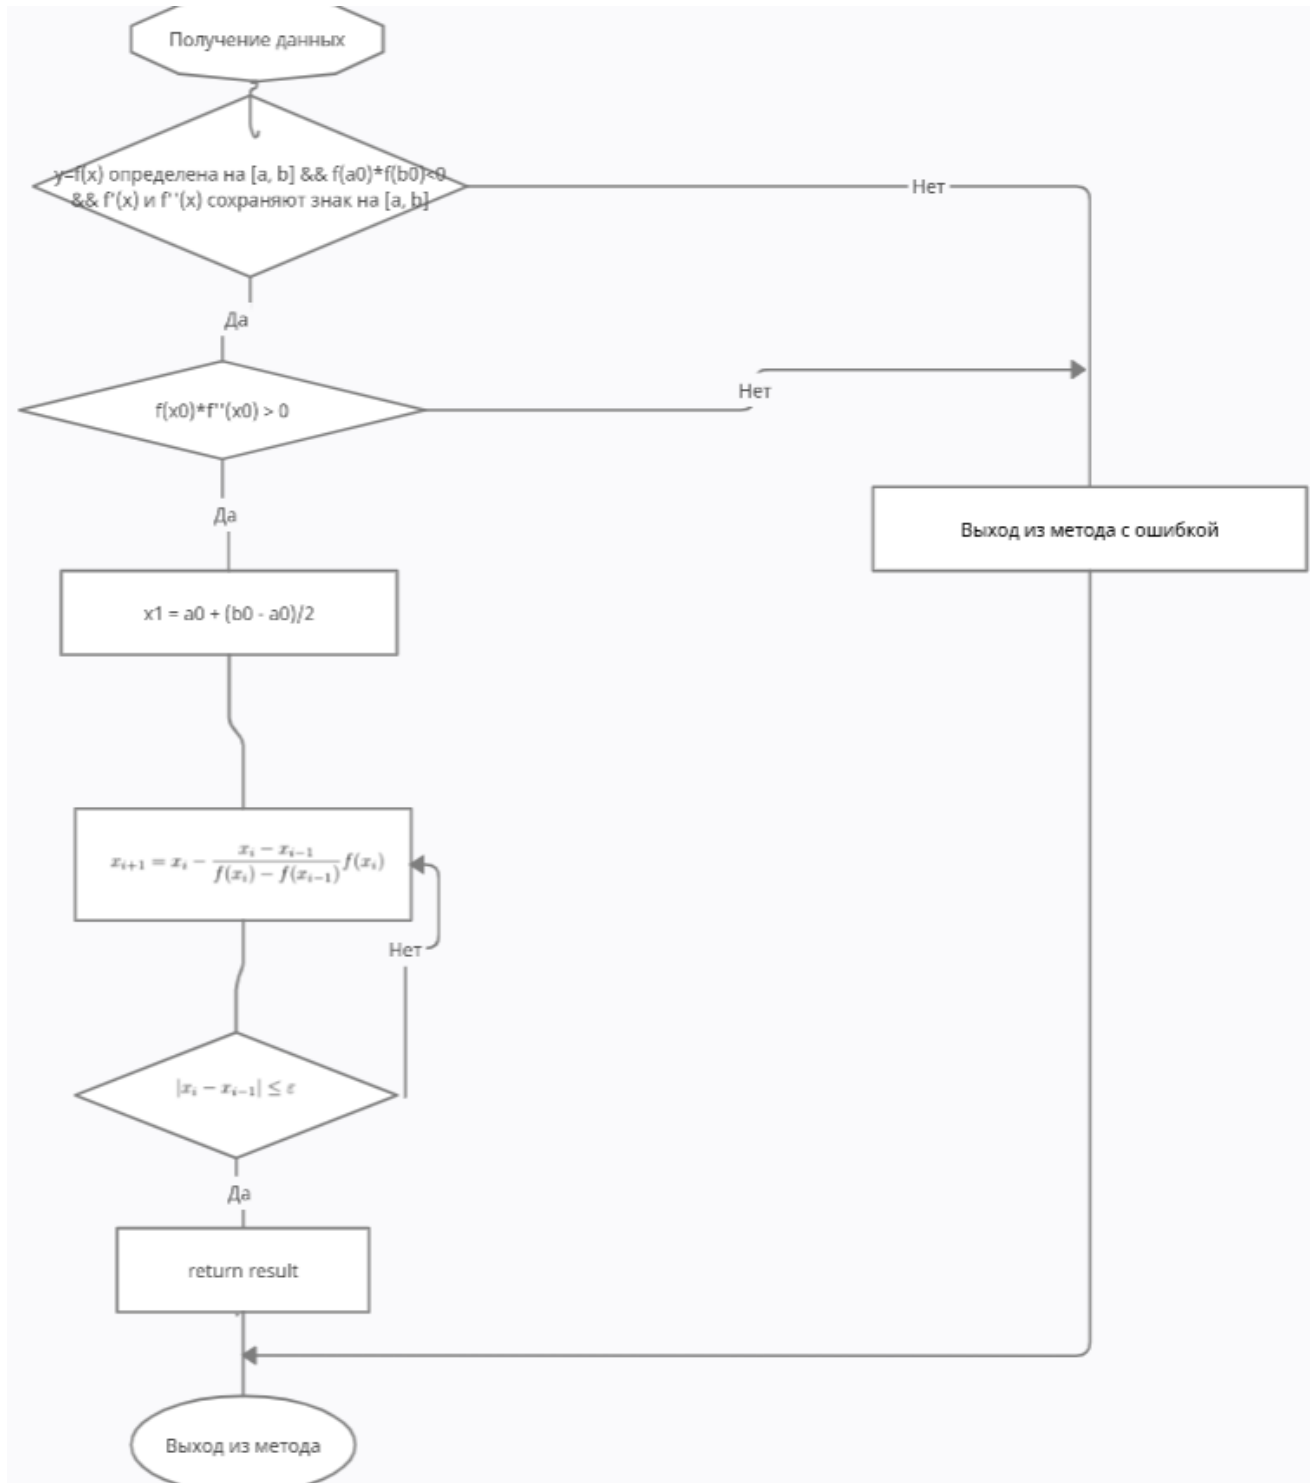 Получение данных
y=f(x) определена на [a, b] && f(a0)*f(b0)<0
&& f'(x) и f''(x) сохраняют знак на [a, b]
Нет
Да
Нет
f(x0)*f''(x0) > 0
Да
Выход из метода с ошибкой
x1 = a0 + (b0 - a0)/2
x_{i+1} = x_i - \frac{x_i - x_{i-1}}{f(x_i) - f(x_{i-1})} f(x_i)
Нет
|x_i - x_{i-1}| ≤ ε
Да
return result
Выход из метода